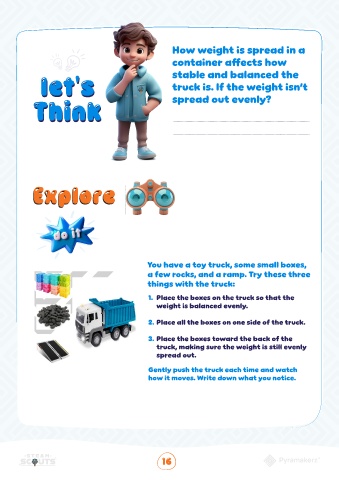 let's
Think
How weight is spread in a
container affects how
stable and balanced the
truck is. If the weight isn't
spread out evenly?
Explore
do it
You have a toy truck, some small boxes,
a few rocks, and a ramp. Try these three
things with the truck:
1. Place the boxes on the truck so that the
weight is balanced evenly.
2. Place all the boxes on one side of the truck.
3. Place the boxes toward the back of the
truck, making sure the weight is still evenly
spread out.
Gently push the truck each time and watch
how it moves. Write down what you notice.
SCOUTS
16